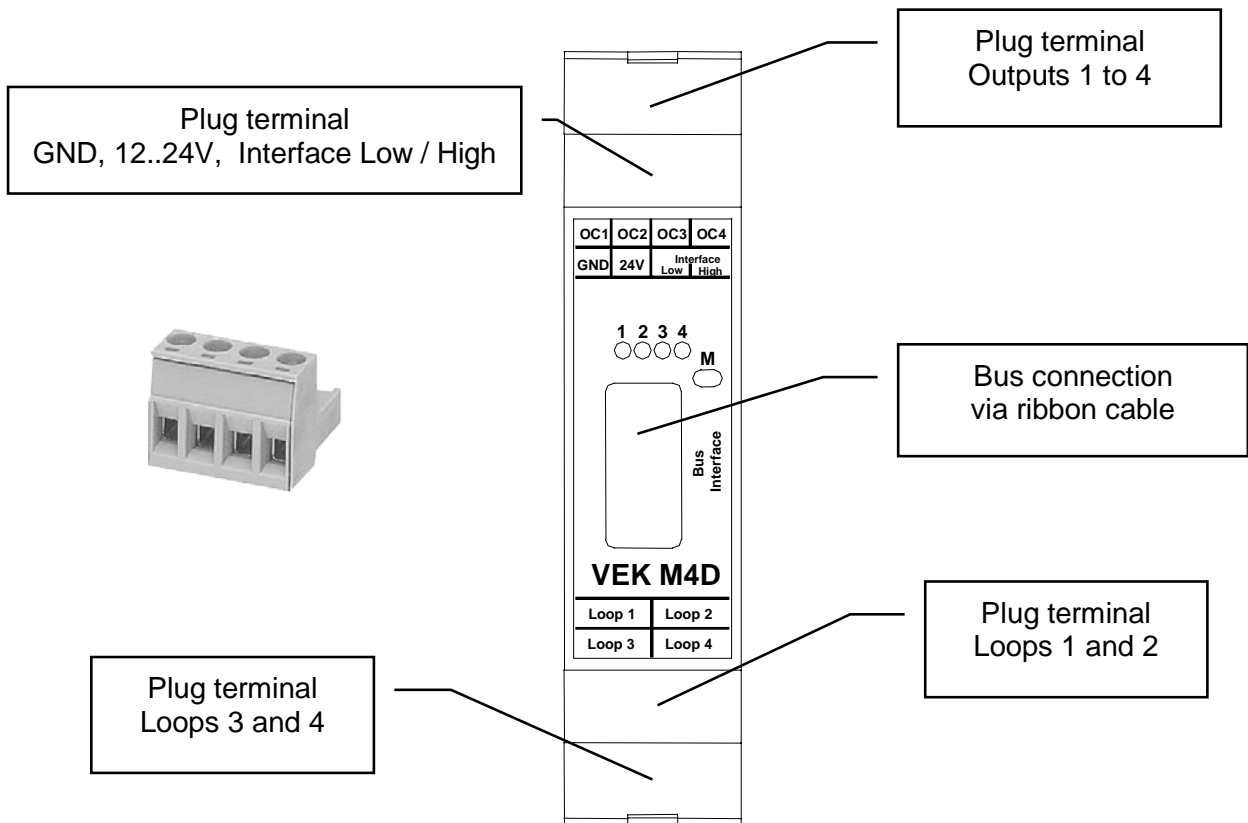 Plug terminal
Outputs 1 to 4
Plug terminal
GND, 12..24V, Interface Low / High
OC1 OC2 OC3 OC4
GND 24V Interface
Low High
1 2 3 4
M
Bus connection
via ribbon cable
Bus
Interface
VEK M4D
Loop 1 Loop 2
Loop 3 Loop 4
Plug terminal
Loops 1 and 2
Plug terminal
Loops 3 and 4